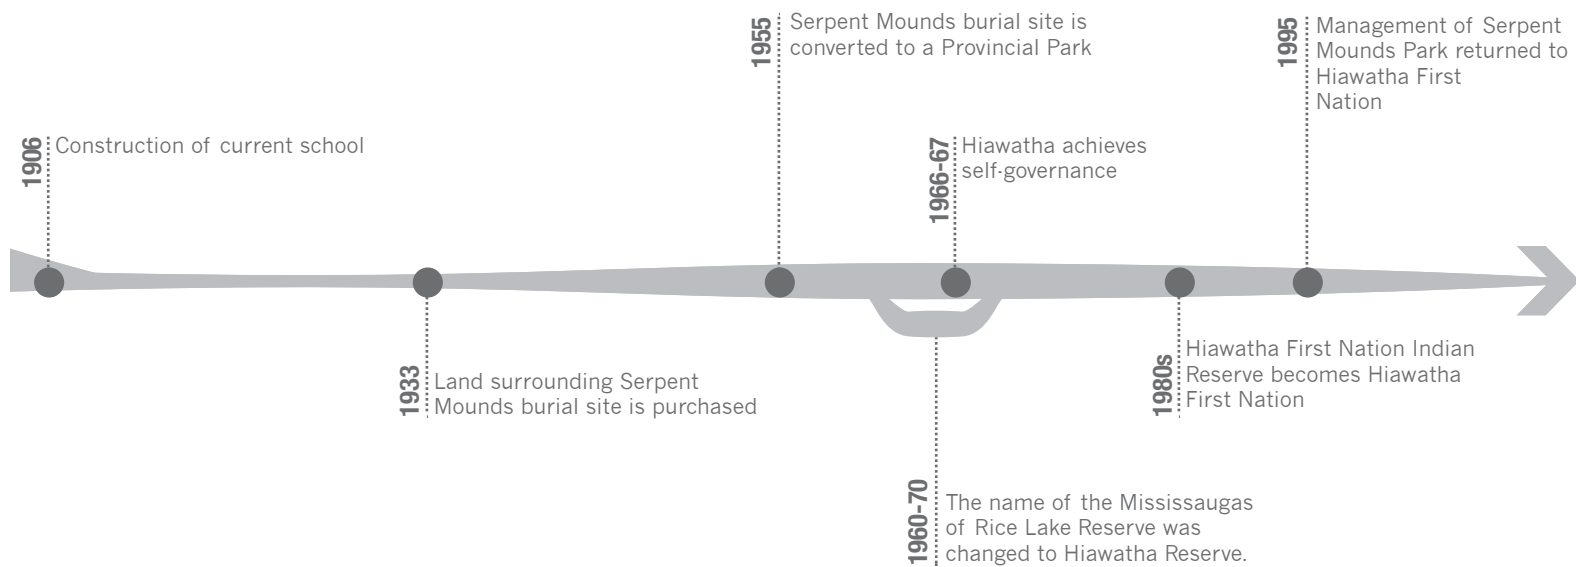 1906
Construction of current school
1933
Land surrounding Serpent
Mounds burial site is purchased
1955
Serpent Mounds burial site is
converted to a Provincial Park
1960-70
The name of the Mississaugas
of Rice Lake Reserve was
changed to Hiawatha Reserve.
1966-67
Hiawatha achieves
self-governance
1980s
Hiawatha First Nation Indian
Reserve becomes Hiawatha
First Nation
1995
Management of Serpent
Mounds Park returned to
Hiawatha First
Nation